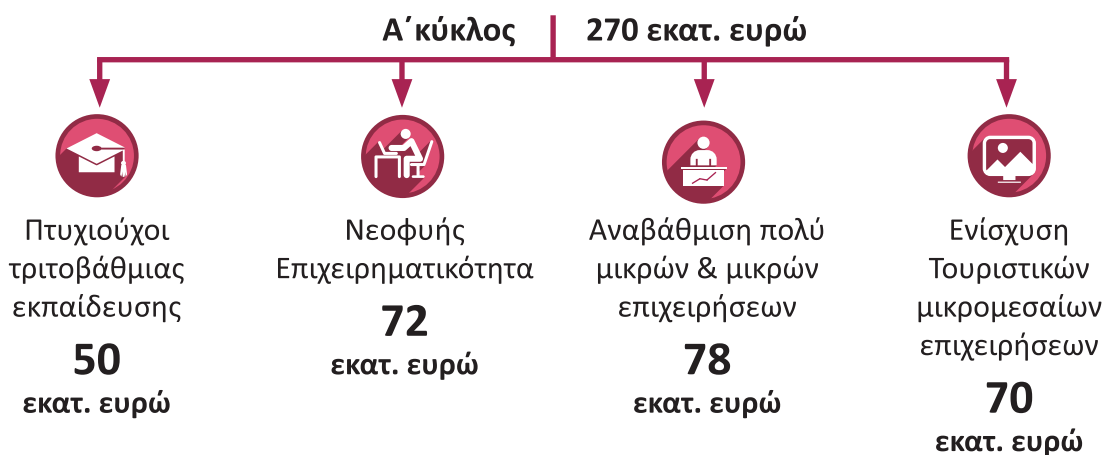 Α΄κύκλος 270 εκατ. ευρώ
Πτυχιούχοι
τριτοβάθμιας
εκπαίδευσης
50
εκατ. ευρώ
Νεοφυής
Επιχειρηματικότητα
72
εκατ. ευρώ
Αναβάθμιση πολύ
μικρών & μικρών
επιχειρήσεων
78
εκατ. ευρώ
Ενίσχυση
Τουριστικών
μικρομεσαίων
επιχειρήσεων
70
εκατ. ευρώ